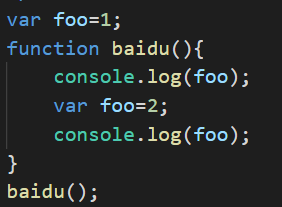 var foo=1;
function baidu(){
    console.log(foo);
    var foo=2;
    console.log(foo);
}
baidu();